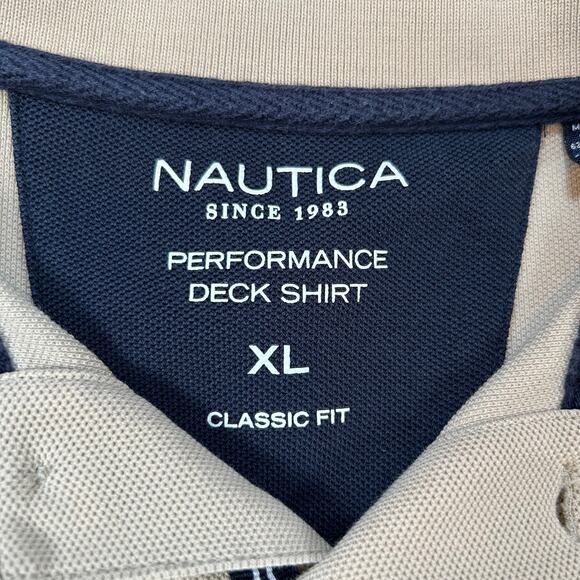 NAUTICA
SINCE 1983
PERFORMANCE
DECK SHIRT
XL
CLASSIC FIT